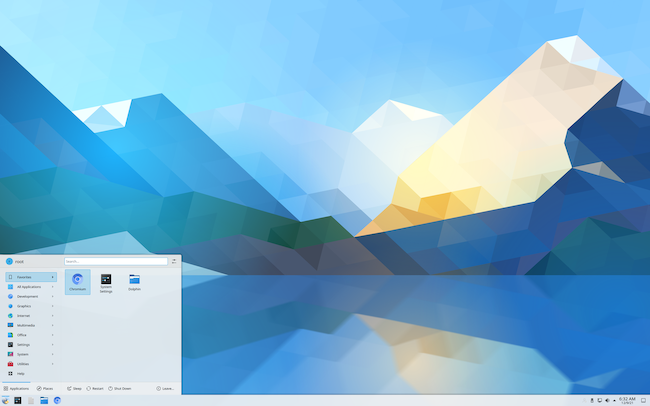 root
Search...
Favorites
All Applications
Development
Graphics
Internet
Multimedia
Office
Settings
System
Utilities
Help
Chromium
System
Settings
Dolphin
Applications
Places
Sleep
Restart
Shut Down
Leave...
6:32 AM